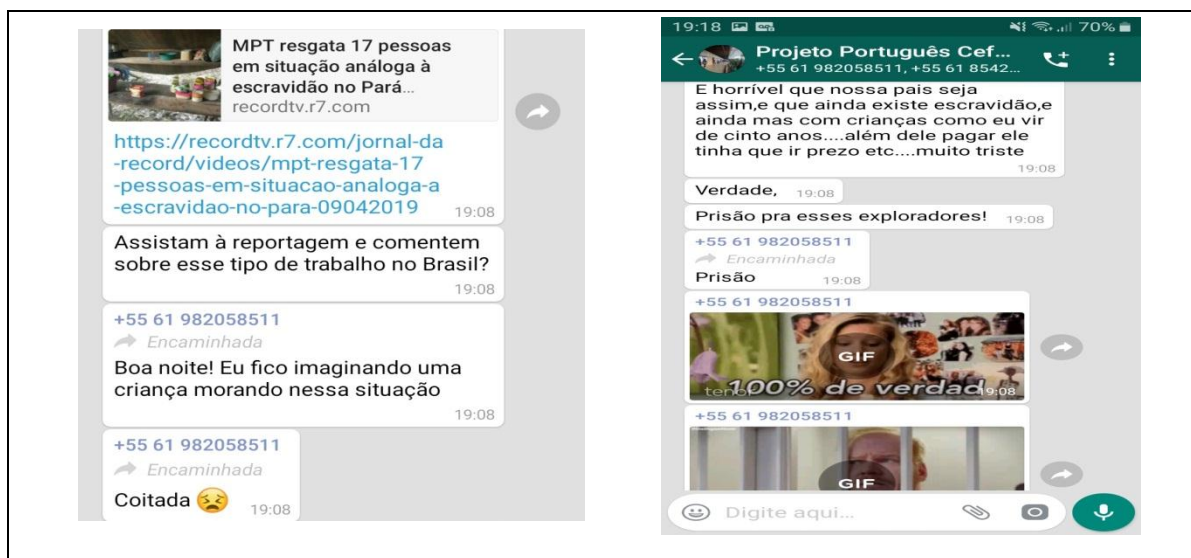 MPT resgata 17 pessoas
em situação análoga à
escravidão no Pará...
recordtv.r7.com
https://recordtv.r7.com/jornal-da
-record/videos/mpt-resgata-17
-pessoas-em-situacao-analoga-a
-escravidao-no-para-09042019 19:08
Assistam à reportagem e comentem
sobre esse tipo de trabalho no Brasil?
19:08
+55 61 982058511
Encaminhada
Boa noite! Eu fico imaginando uma
criança morando nessa situação
19:08
+55 61 982058511
Encaminhada
Coitada 😣 19:08
19:18 70%
Projeto Português Cef...
+55 61 982058511, +55 61 8542...
E horrível que nossa pais seja
assim,e que ainda existe escravidão,e
ainda mas com crianças como eu vir
de cinto anos....além dele pagar ele
tinha que ir prezo etc....muito triste
19:08
Verdade, 19:08
Prisão pra esses exploradores! 19:08
+55 61 982058511
Encaminhada
Prisão 19:08
+55 61 982058511
GIF
tenor 100% de verdad 19:08
+55 61 982058511
GIF
Digite aqui...